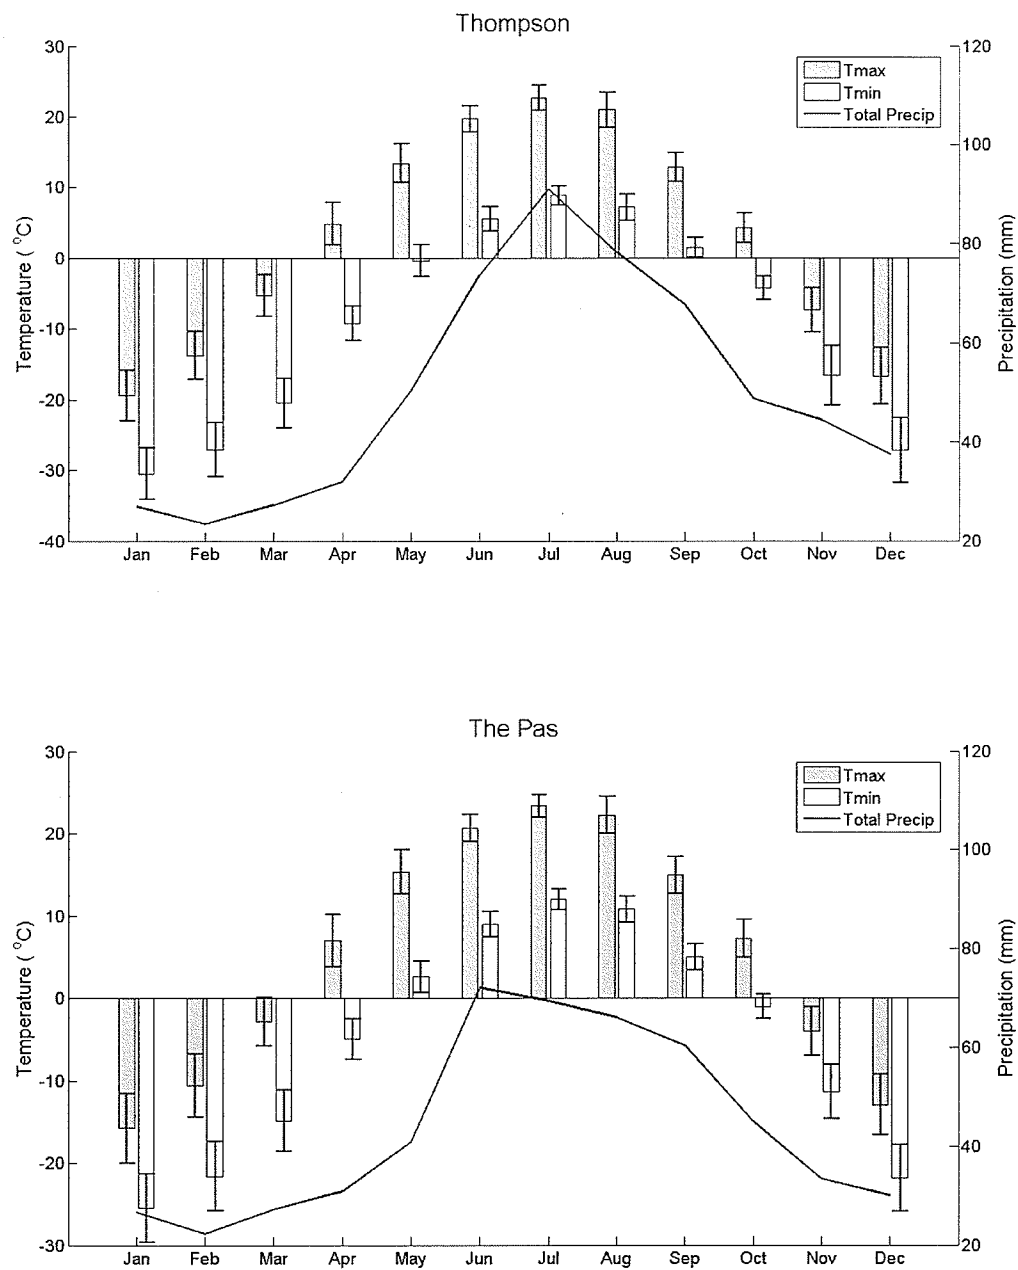 Thompson
30
20
10
0
-10
-20
-30
-40
Temperature ( °C)
120
100
80
60
40
20
Precipitation (mm)
Tmax
Tmin
Total Precip
Jan Feb Mar Apr May Jun Jul Aug Sep Oct Nov Dec
The Pas
30
20
10
0
-10
-20
-30
Temperature ( °C)
120
100
80
60
40
20
Precipitation (mm)
Tmax
Tmin
Total Precip
Jan Feb Mar Apr May Jun Jul Aug Sep Oct Nov Dec